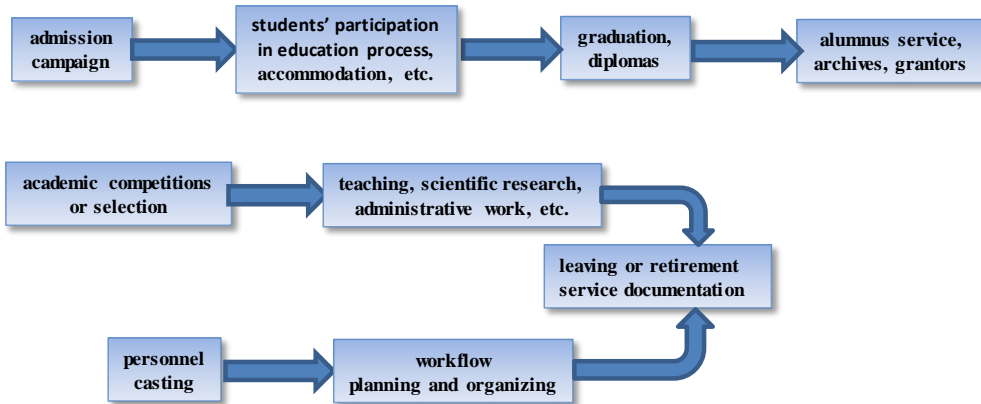 admission
campaign
students’ participation
in education process,
accommodation, etc.
graduation,
diplomas
alumnus service,
archives, grantors
academic competitions
or selection
teaching, scientific research,
administrative work, etc.
leaving or retirement
service documentation
personnel
casting
workflow
planning and organizing